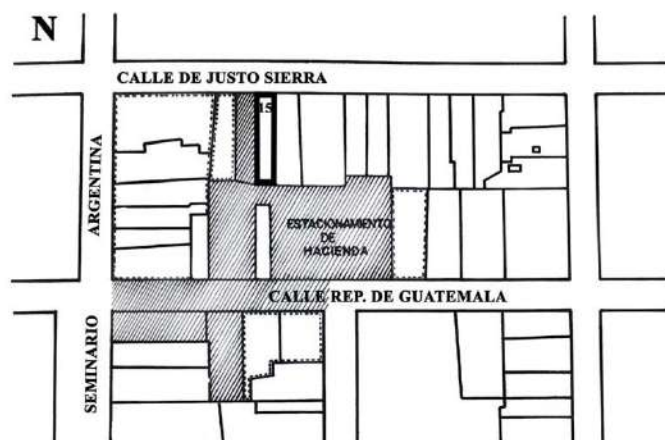 N
CALLE DE JUSTO SIERRA
15
ARGENTINA
ESTACIONAMIENTO
DE
HACIENDA
CALLE REP. DE GUATEMALA
SEMINARIO